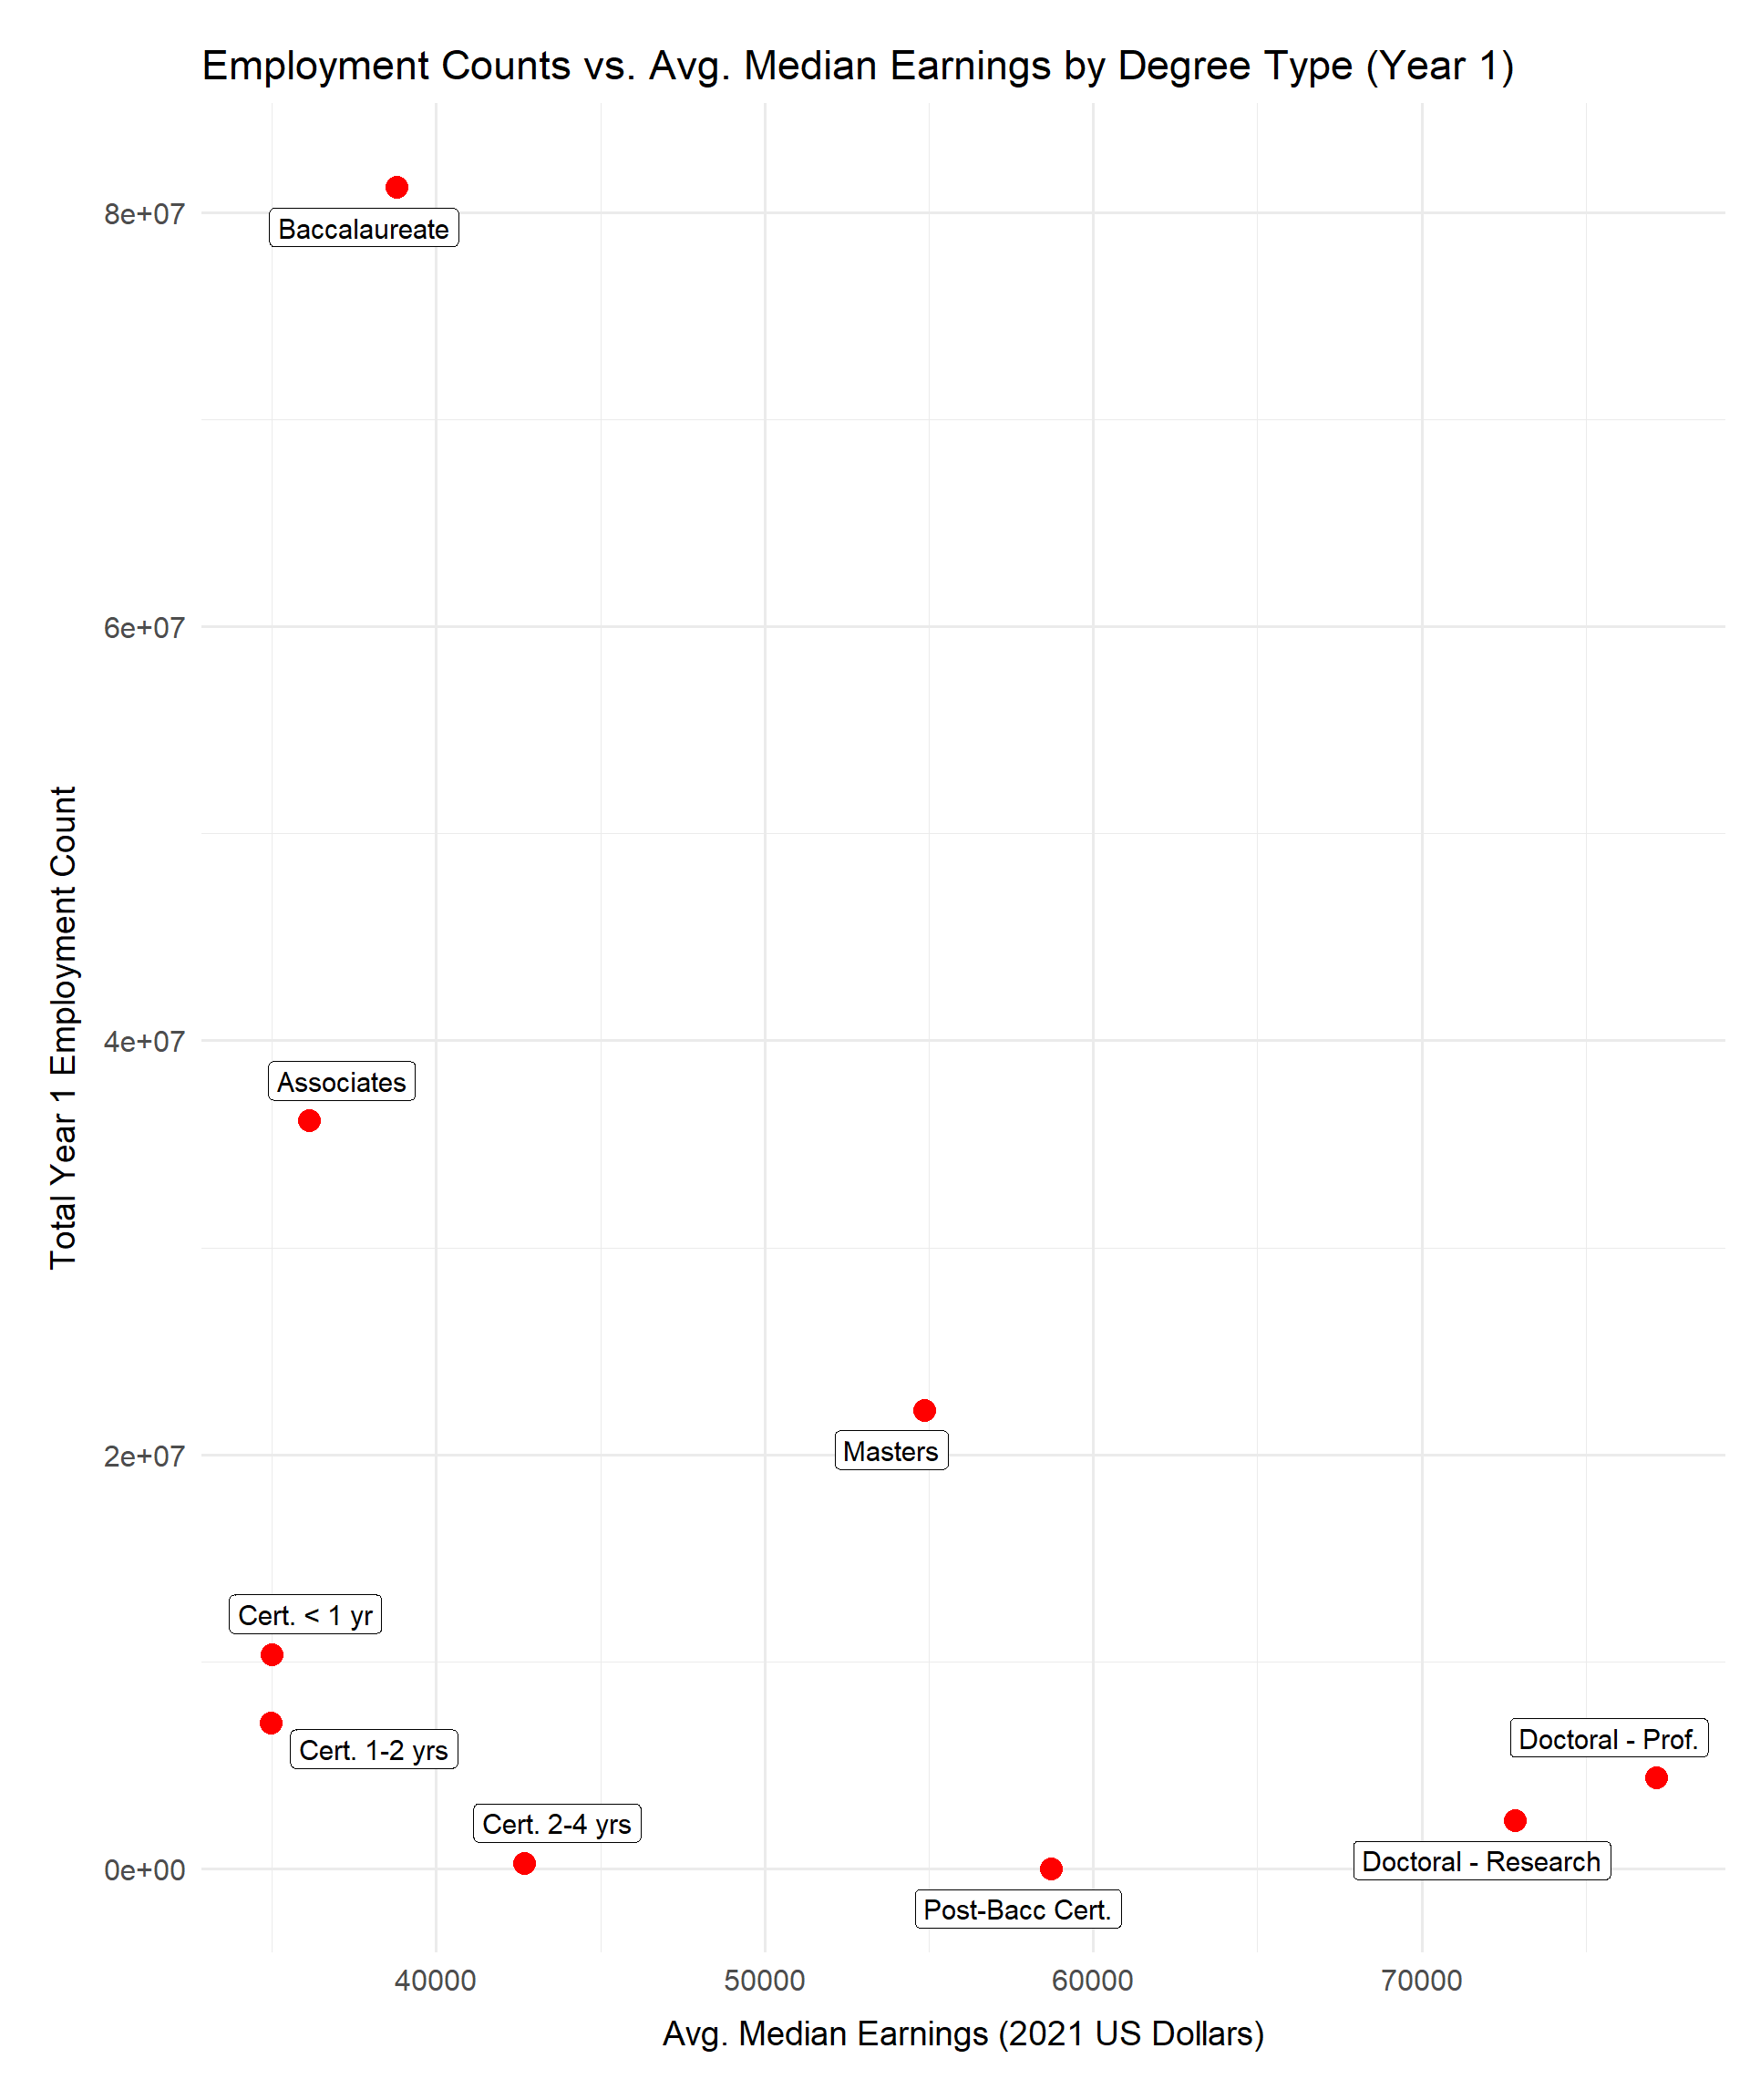 Employment Counts vs. Avg. Median Earnings by Degree Type (Year 1)
Total Year 1 Employment Count
8e+07
6e+07
4e+07
2e+07
0e+00
Baccalaureate
Associates
Masters
Cert. < 1 yr
Cert. 1-2 yrs
Cert. 2-4 yrs
Doctoral - Prof.
Doctoral - Research
Post-Bacc Cert.
40000
50000
60000
70000
Avg. Median Earnings (2021 US Dollars)